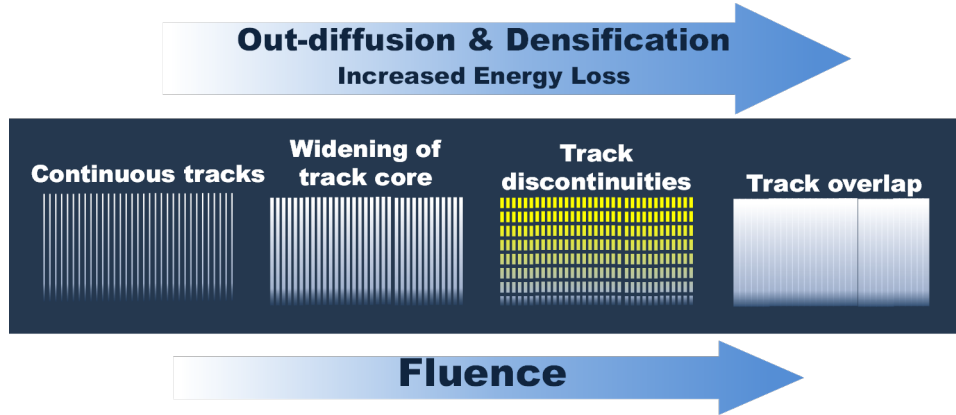 Out-diffusion & Densification
Increased Energy Loss
Continuous tracks
Widening of
track core
Track
discontinuities
Track overlap
Fluence